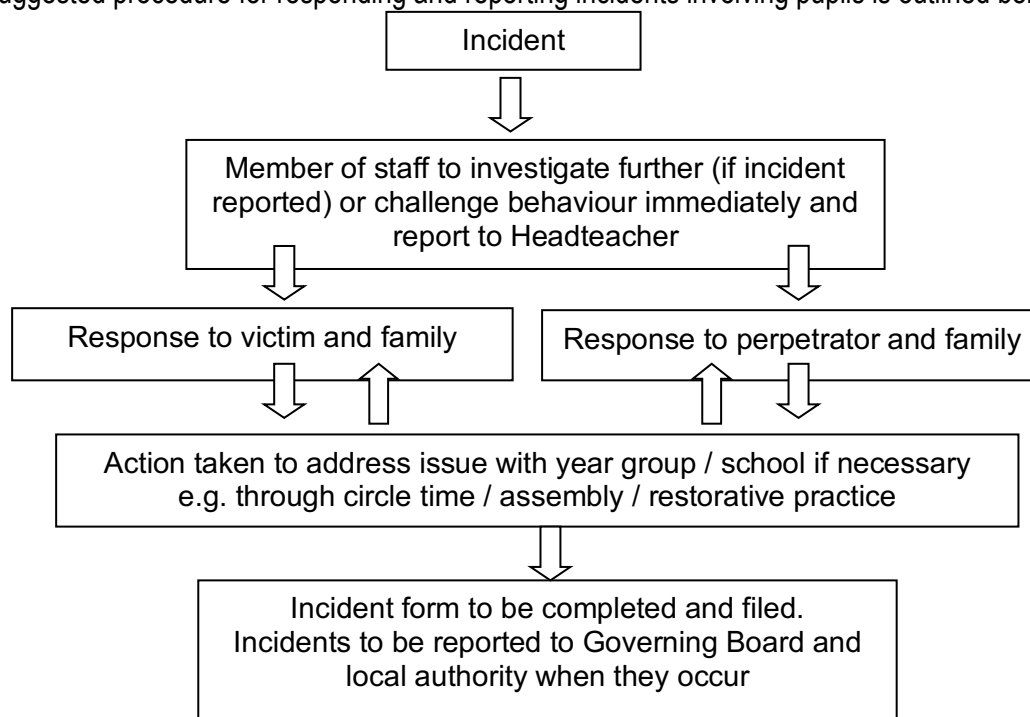 uggested procedure for responding and reporting incidents involving pupils is outlined
Incident
Member of staff to investigate further (if incident
reported) or challenge behaviour immediately and
report to Headteacher
Response to victim and family
Response to perpetrator and family
Action taken to address issue with year group / school if necessary
e.g. through circle time / assembly / restorative practice
Incident form to be completed and filed.
Incidents to be reported to Governing Board and
local authority when they occur